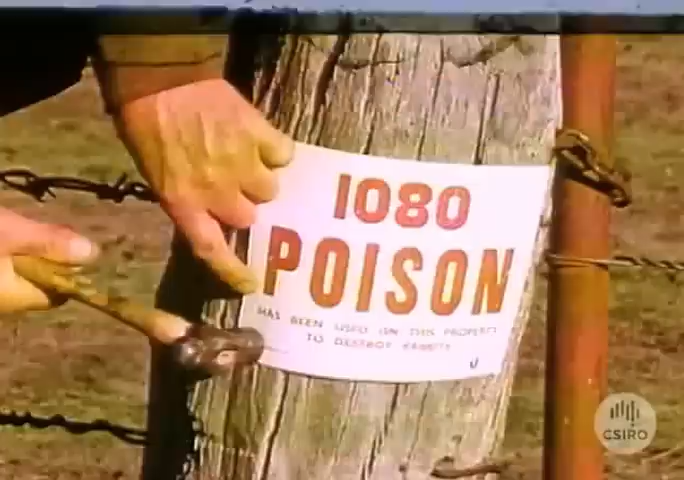 1080
POISON
HAS BEEN USED ON THIS PROPERTY
TO DESTROY RABBITS
CSIRO